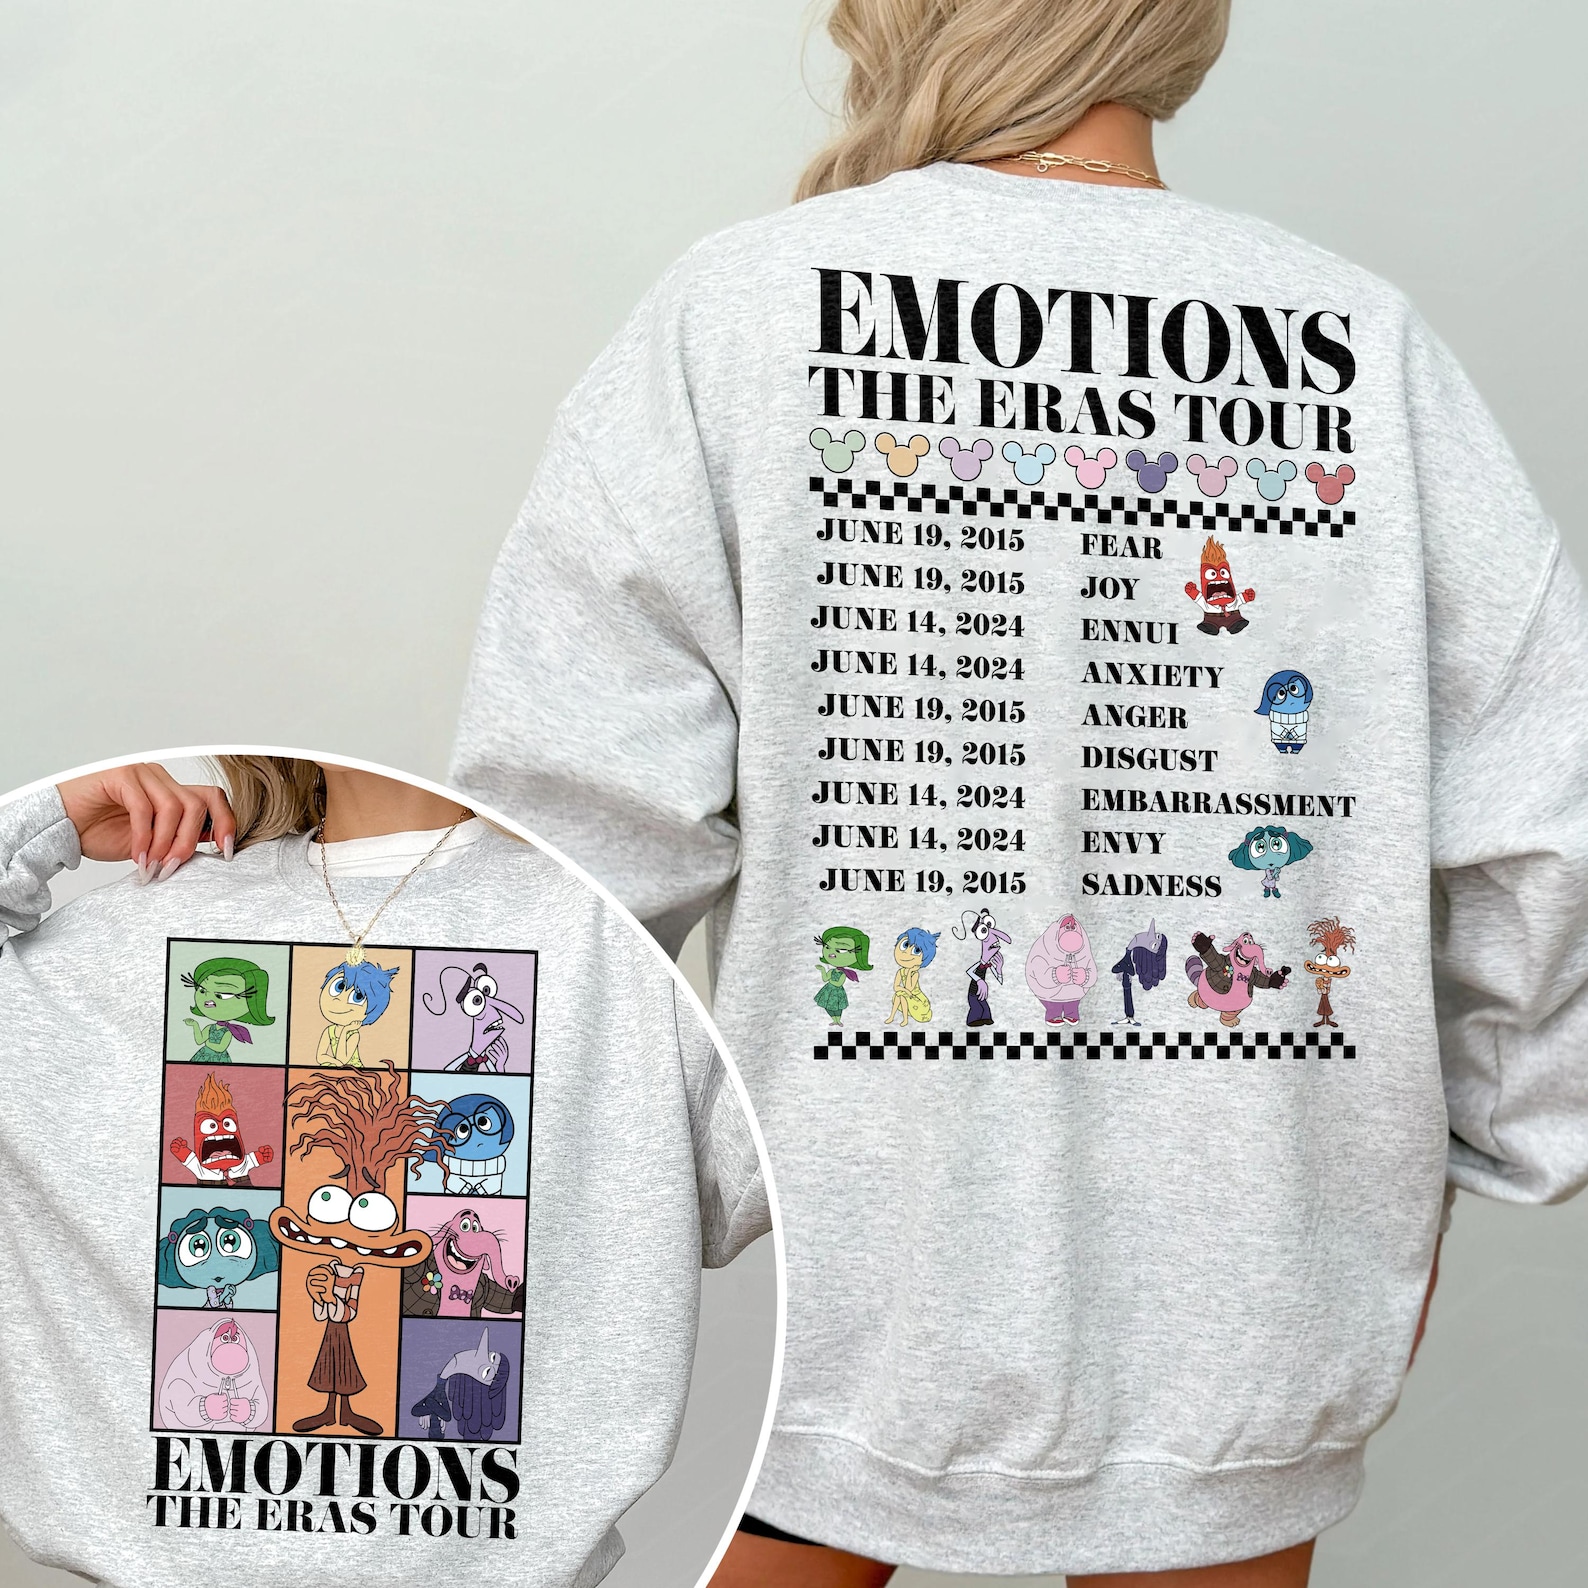 EMOTIONS
THE ERAS TOUR
JUNE 19, 2015 FEAR
JUNE 19, 2015 JOY
JUNE 14, 2024 ENNUI
JUNE 14, 2024 ANXIETY
JUNE 19, 2015 ANGER
JUNE 19, 2015 DISGUST
JUNE 14, 2024 EMBARRASSMENT
JUNE 14, 2024 ENVY
JUNE 19, 2015 SADNESS
EMOTIONS
THE ERAS TOUR